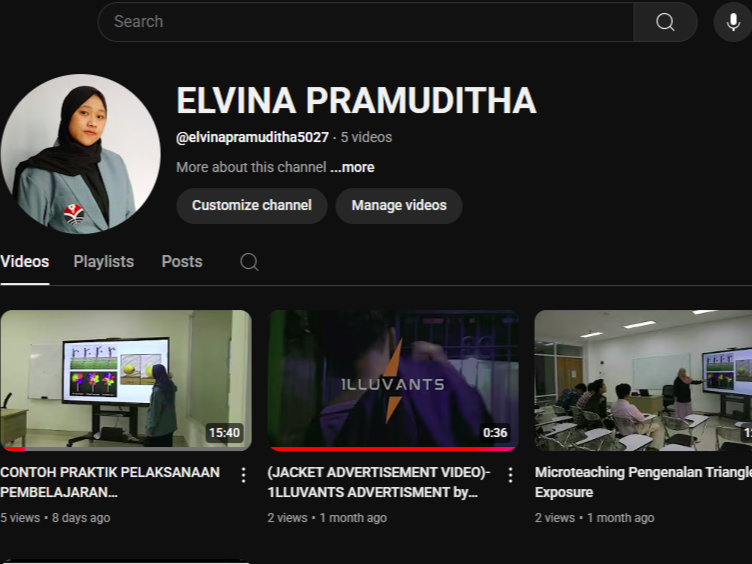 Search
ELVINA PRAMUDITHA
@elvinapramuditha5027 · 5 videos
More about this channel ...more
Customize channel
Manage videos
Videos
Playlists
Posts
15:40
1LLUVANTS
0:36
CONTOH PRAKTIK PELAKSANAAN
PEMBELAJARAN...
5 views • 8 days ago
(JACKET ADVERTISEMENT VIDEO)-
1LLUVANTS ADVERTISMENT by...
2 views • 1 month ago
Microteaching Pengenalan Triangle
Exposure
2 views • 1 month ago